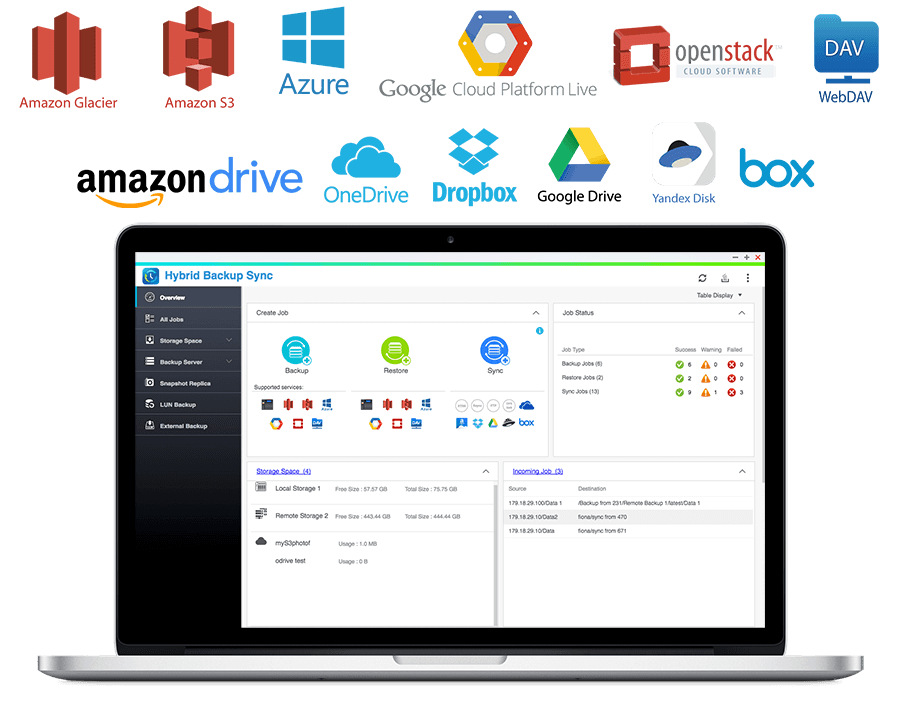 Amazon Glacier
Amazon S3
Azure
Google Cloud Platform Live
openstack™
CLOUD SOFTWARE
DAV
WebDAV
amazon drive
OneDrive
Dropbox
Google Drive
Yandex Disk
box
Hybrid Backup Sync
Table Display
Overview
All Jobs
Storage Space
Backup Server
Snapshot Replica
LUN Backup
External Backup
Create Job
Backup
Restore
Sync
Supported services:
box
Job Status
Job Type Success Warning Failed
Backup Jobs (6) 6 0 0
Restore Jobs (2) 2 0 0
Sync Jobs (13) 9 1 3
Storage Space (4)
Local Storage 1 Free Size : 57.57 GB Total Size : 75.75 GB
Remote Storage 2 Free Size : 443.44 GB Total Size : 444.44 GB
myS3photof Usage : 1.0 MB
odrive test Usage : 0 B
Incoming Job (3)
Source Destination
179.18.29.100/Data 1 /Backup from 231/Remote Backup 1/latest/Data 1
179.18.29.10/Data2 fiona/sync from 470
179.18.29.10/Data fiona/sync from 671